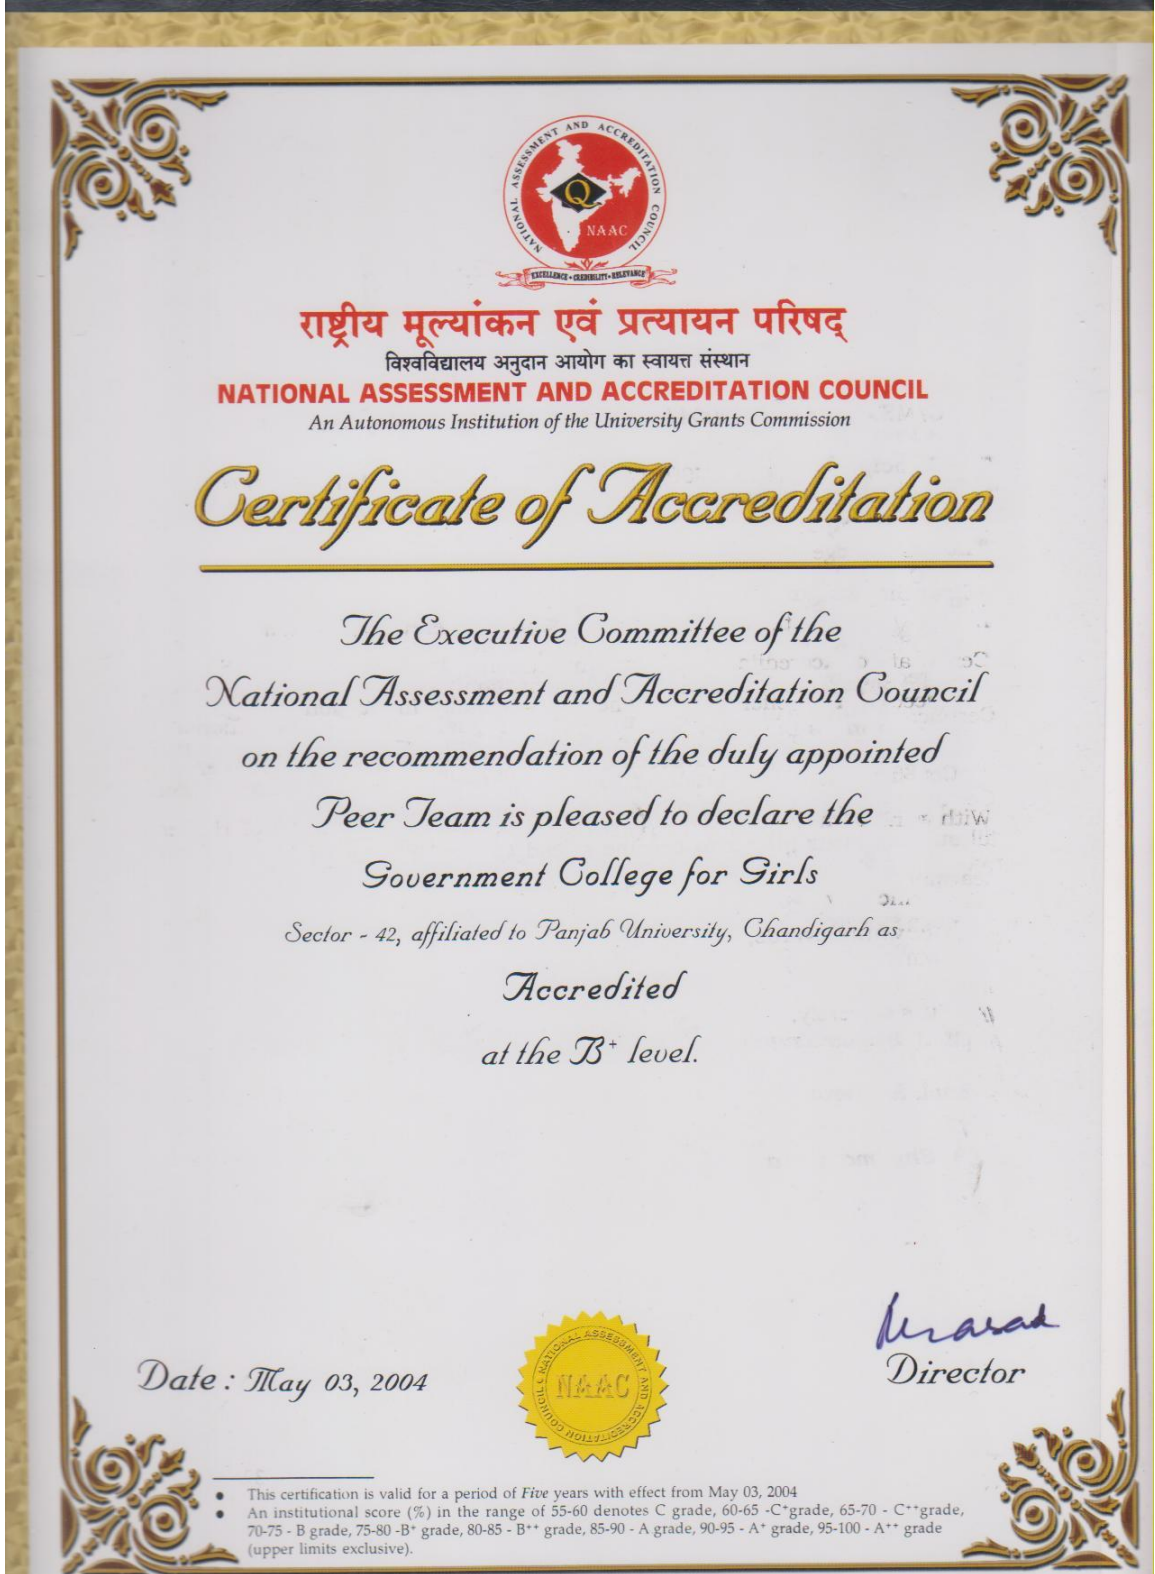 NATIONAL ASSESSMENT AND ACCREDITATION COUNCIL
Q
NAAC
EXCELLENCE • CREDIBILITY • RELEVANCE
राष्ट्रीय मूल्यांकन एवं प्रत्यायन परिषद्
विश्वविद्यालय अनुदान आयोग का स्वायत्त संस्थान
NATIONAL ASSESSMENT AND ACCREDITATION COUNCIL
An Autonomous Institution of the University Grants Commission
Certificate of Accreditation
The Executive Committee of the
National Assessment and Accreditation Council
on the recommendation of the duly appointed
Peer Team is pleased to declare the
Government College for Girls
Sector - 42, affiliated to Panjab University, Chandigarh as
Accredited
at the B⁺ level.
Date : May 03, 2004
NATIONAL ASSESSMENT AND ACCREDITATION COUNCIL
NAAC
Director
• This certification is valid for a period of Five years with effect from May 03, 2004
• An institutional score (%) in the range of 55-60 denotes C grade, 60-65 -C⁺grade, 65-70 - C⁺⁺grade,
70-75 - B grade, 75-80 -B⁺ grade, 80-85 - B⁺⁺ grade, 85-90 - A grade, 90-95 - A⁺ grade, 95-100 - A⁺⁺ grade
(upper limits exclusive).